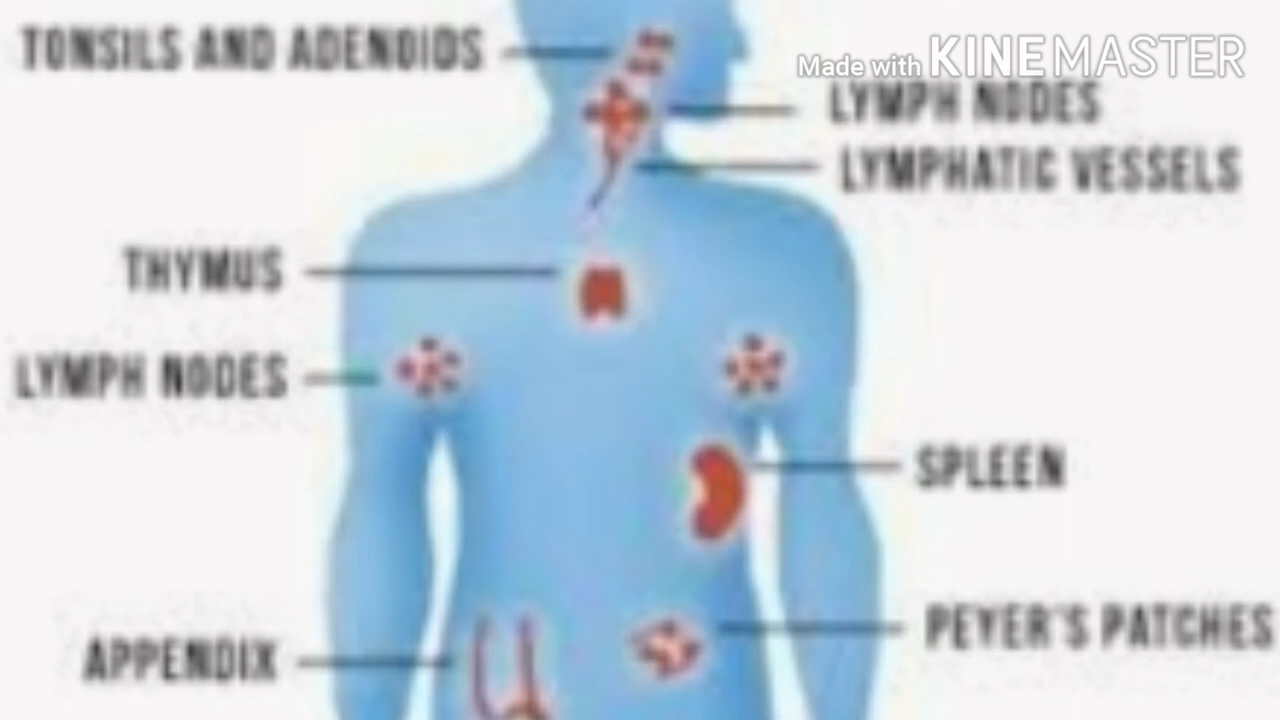 TONSILS AND ADENOIDS
Made with KINEMASTER
LYMPH NODES
LYMPHATIC VESSELS
THYMUS
LYMPH NODES
SPLEEN
PEYER'S PATCHES
APPENDIX